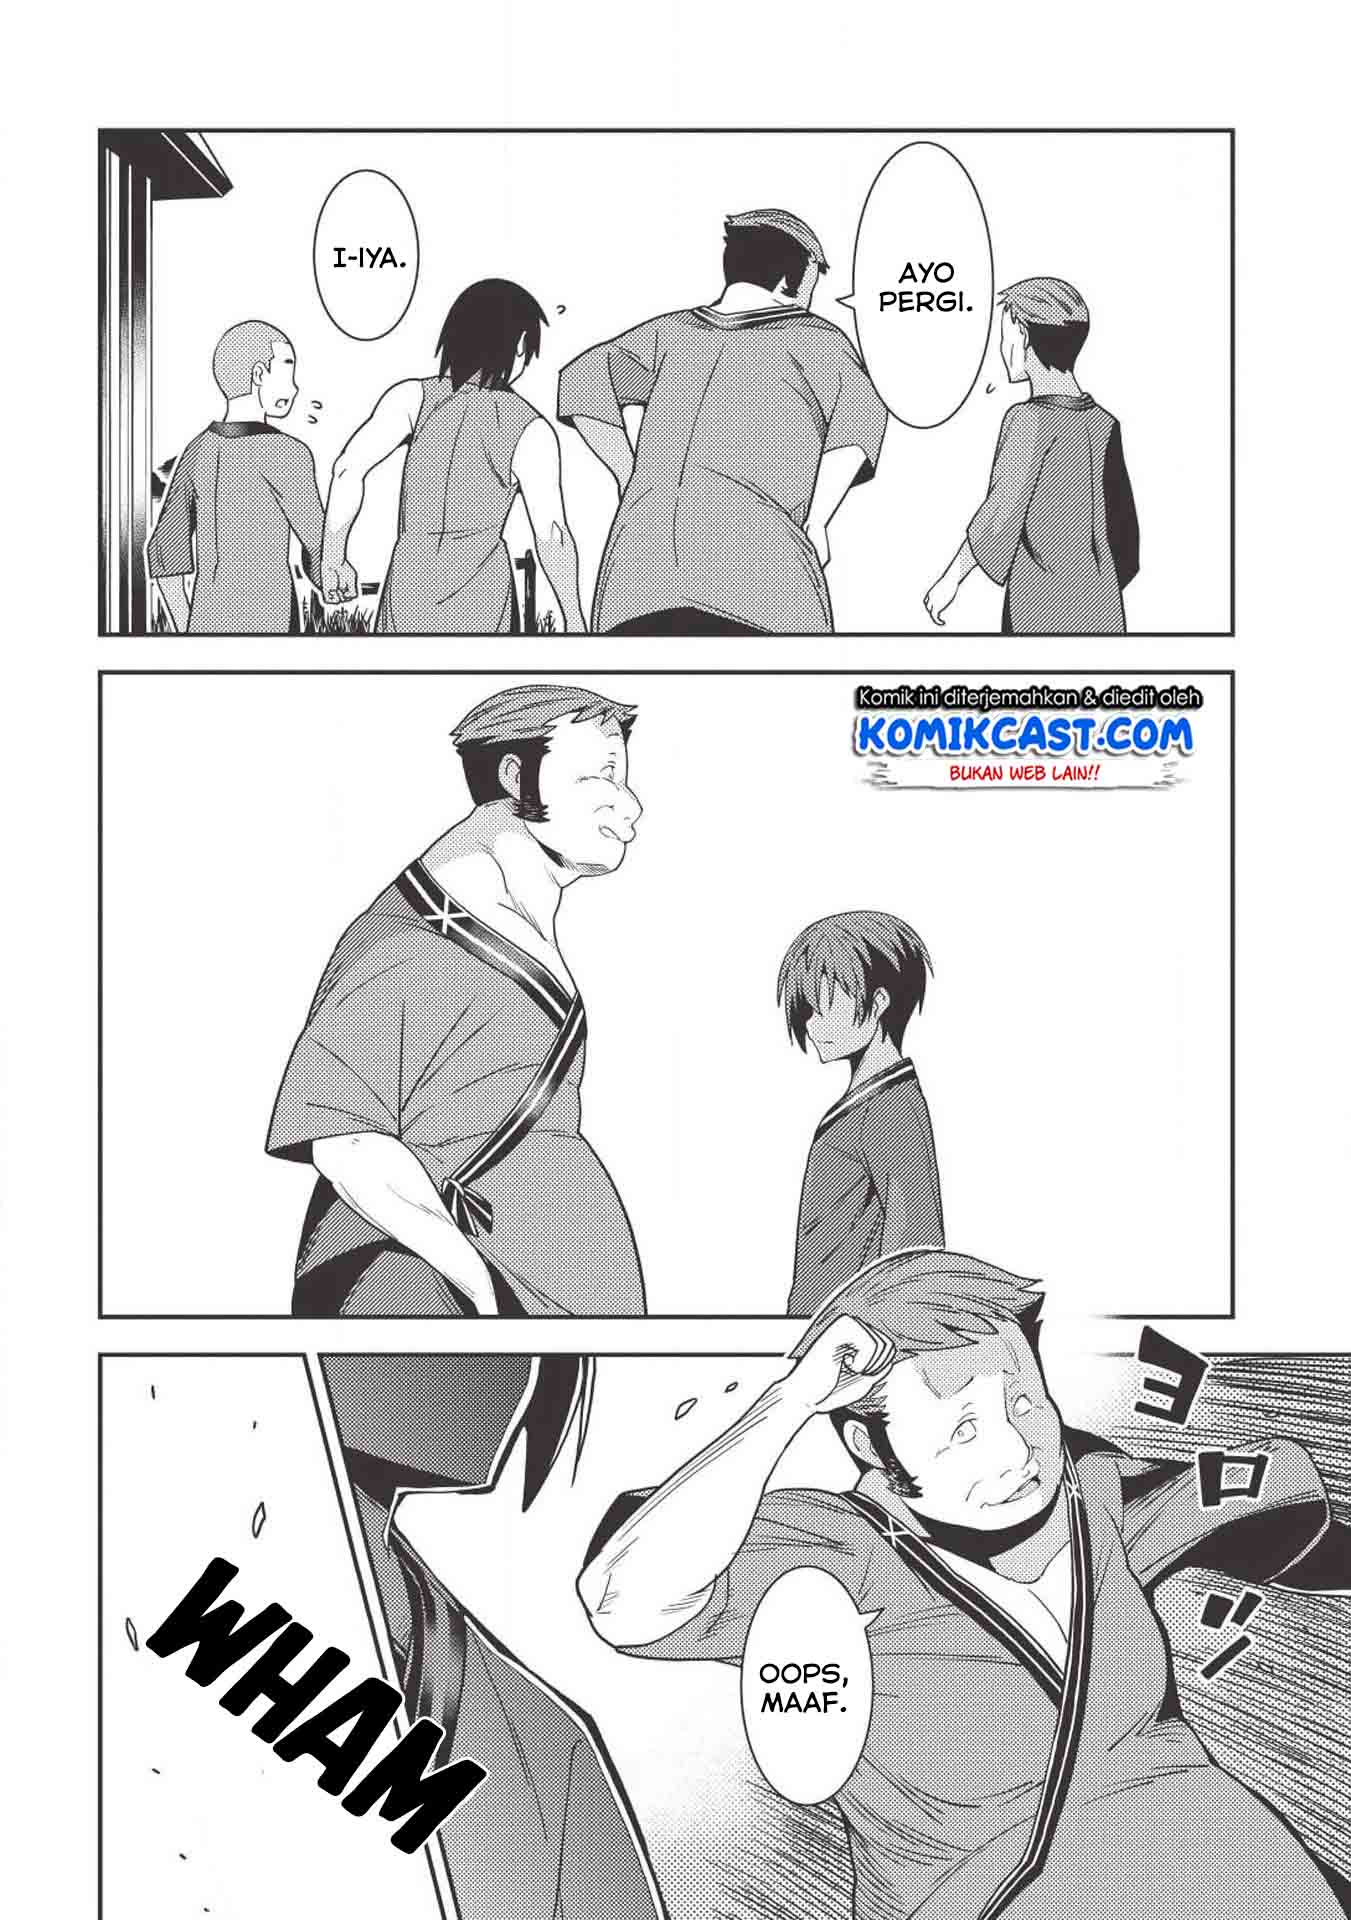 AYO
PERGI.
I-IYA.
Komik ini diterjemahkan & diedit oleh
KOMIKCAST.COM
BUKAN WEB LAIN!!
ヨロッ
OOPS,
MAAF.
WHAM